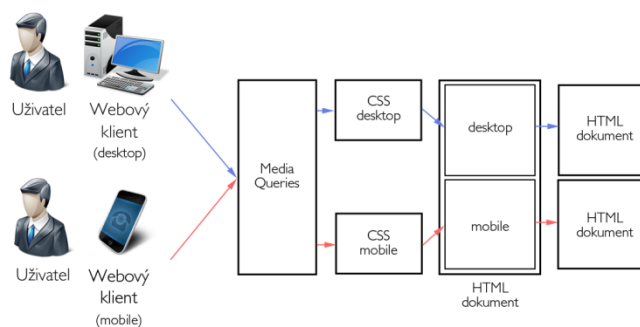 Uživatel
Webový
klient
(desktop)
Uživatel
Webový
klient
(mobile)
Media
Queries
CSS
desktop
CSS
mobile
desktop
mobile
HTML
dokument
HTML
dokument
HTML
dokument